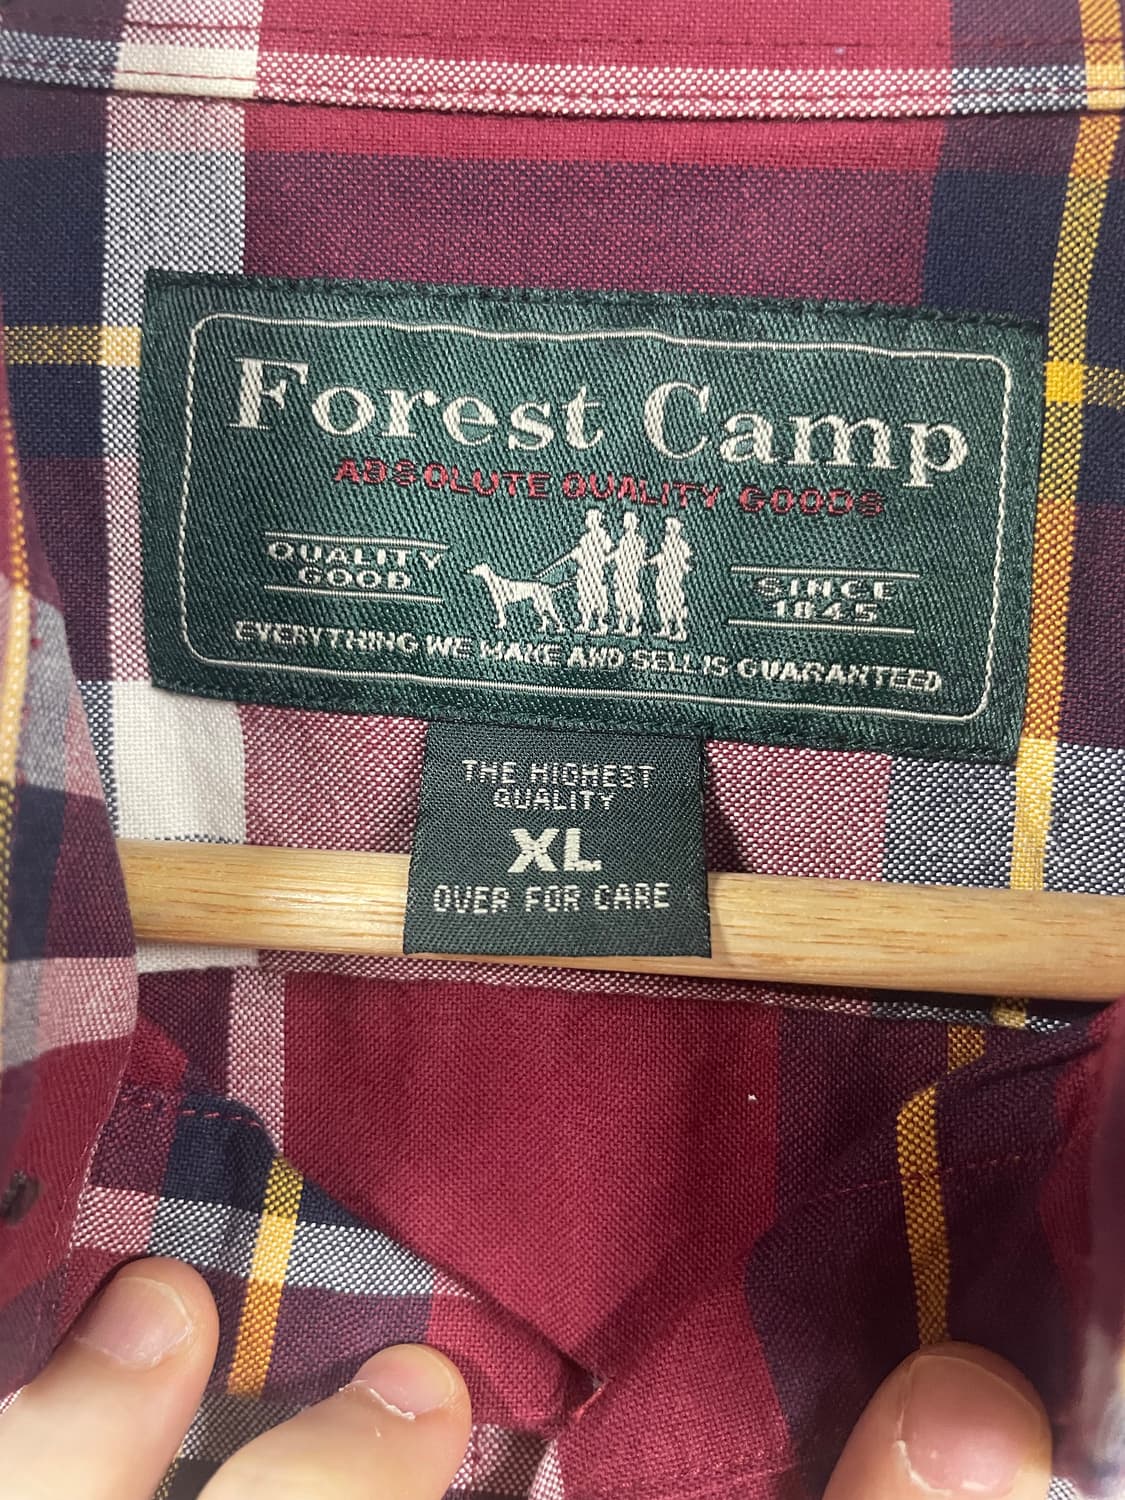 Forest Camp
ABSOLUTE QUALITY GOODS
QUALITY
GOOD
SINCE
1845
EVERYTHING WE MAKE AND SELL IS GUARANTEED
THE HIGHEST
QUALITY
XL
OVER FOR CARE